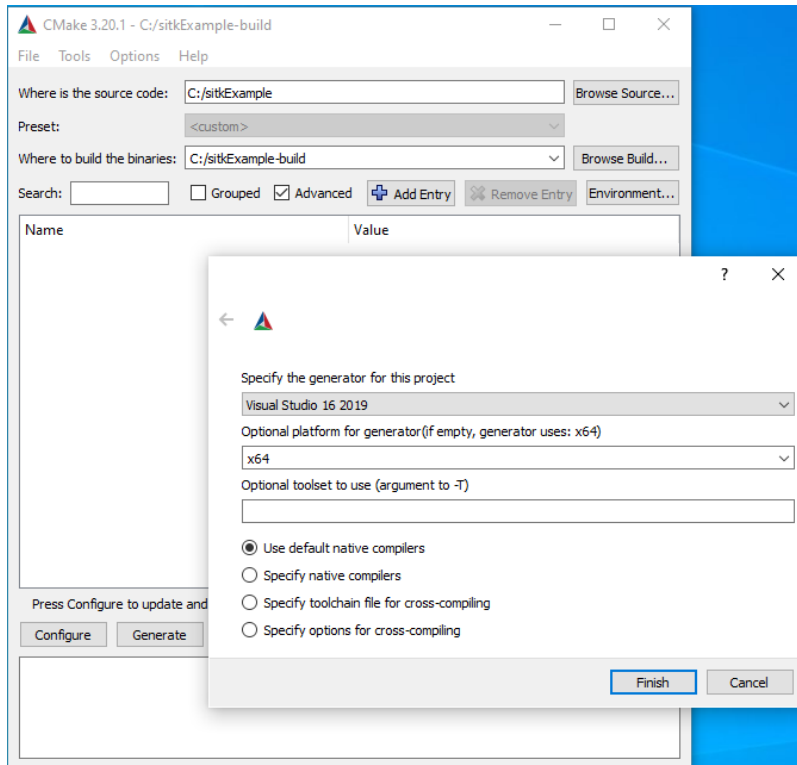 CMake 3.20.1 - C:/sitkExample-build
File Tools Options Help
Where is the source code: C:/sitkExample Browse Source...
Preset: <custom>
Where to build the binaries: C:/sitkExample-build Browse Build...
Search: Grouped Advanced Add Entry Remove Entry Environment...
Name Value
?
Specify the generator for this project
Visual Studio 16 2019
Optional platform for generator(if empty, generator uses: x64)
x64
Optional toolset to use (argument to -T)
Use default native compilers
Specify native compilers
Specify toolchain file for cross-compiling
Specify options for cross-compiling
Press Configure to update and
Configure Generate
Finish Cancel